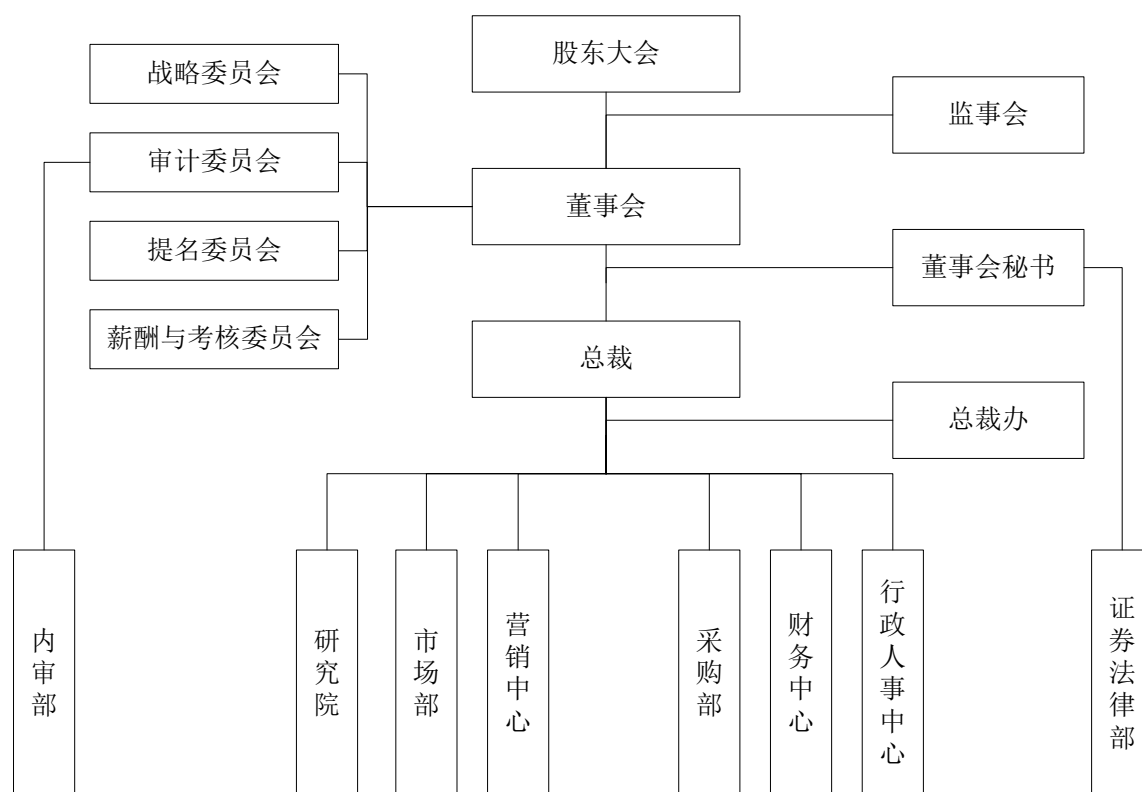 股东大会
战略委员会
监事会
审计委员会
董事会
提名委员会
董事会秘书
薪酬与考核委员会
总裁
总裁办
内审部
研究院
市场部
营销中心
采购部
财务中心
行政人事中心
证券法律部